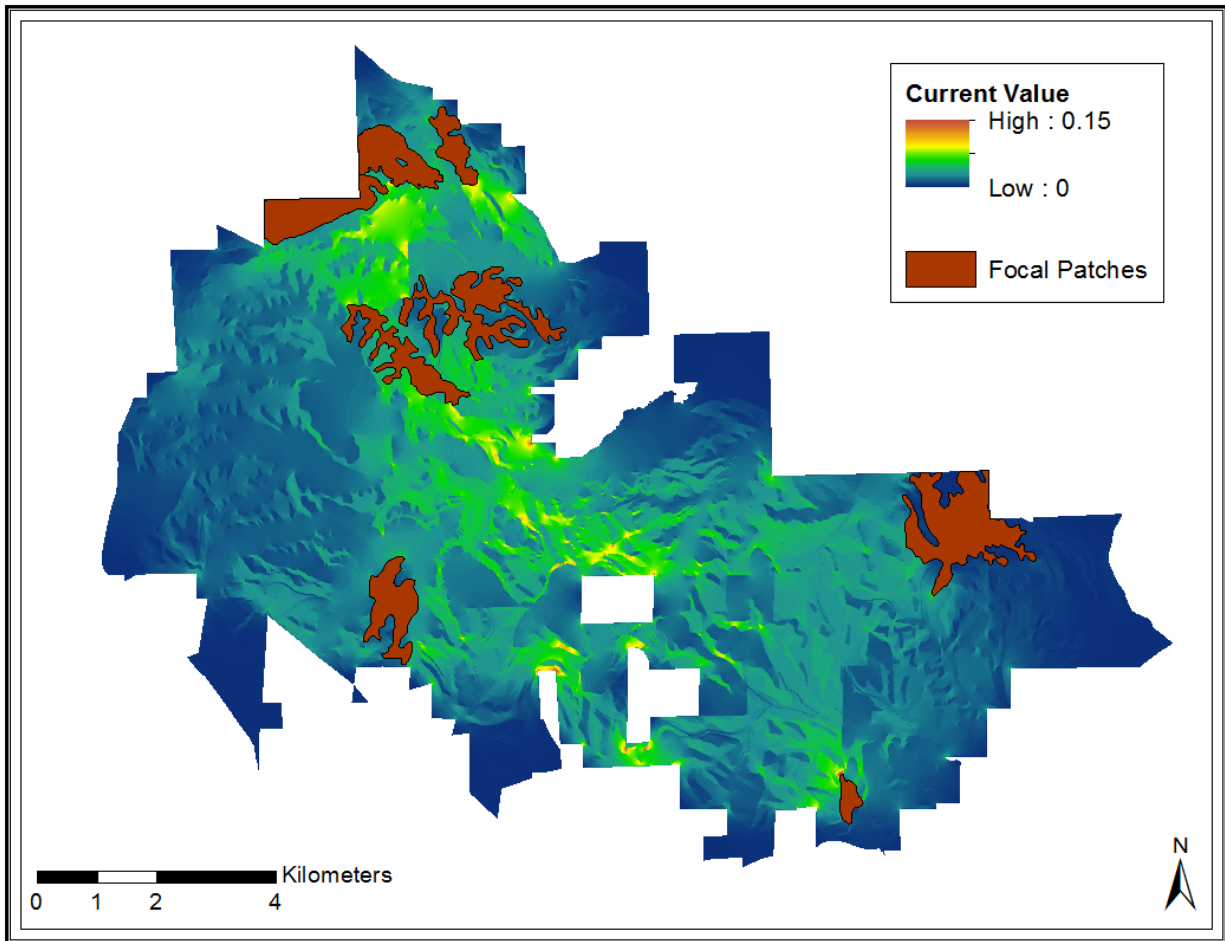 Current Value
High : 0.15
Low : 0
Focal Patches
N
Kilometers
0 1 2 4